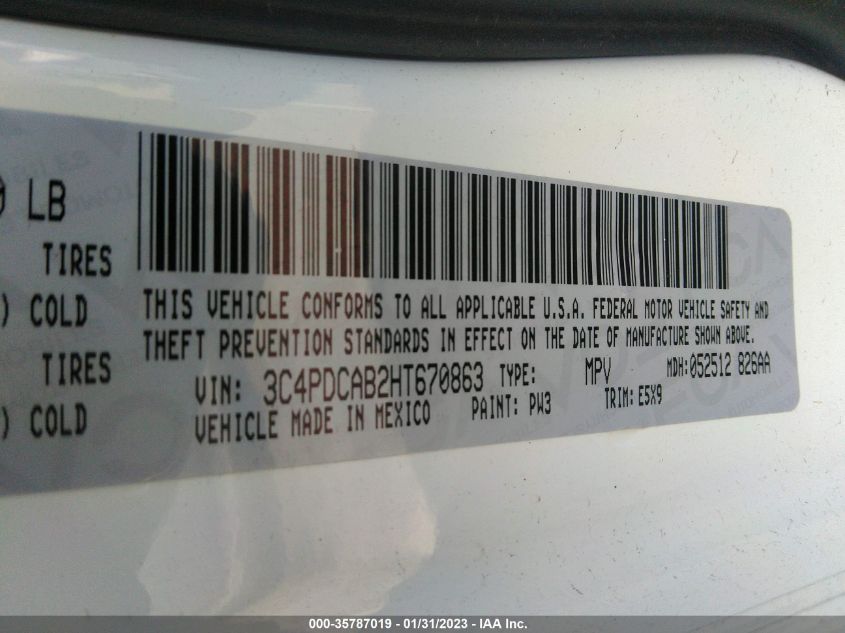 LB
TIRES
) COLD
TIRES
) COLD
THIS VEHICLE CONFORMS TO ALL APPLICABLE U.S.A. FEDERAL MOTOR VEHICLE SAFETY AND
THEFT PREVENTION STANDARDS IN EFFECT ON THE DATE OF MANUFACTURE SHOWN ABOVE.
VIN: 3C4PDCAB2HT670863 TYPE: MPV MDH:052512 826AA
VEHICLE MADE IN MEXICO PAINT: PW3 TRIM:E5X9
000-35787019 - 01/31/2023 - IAA Inc.